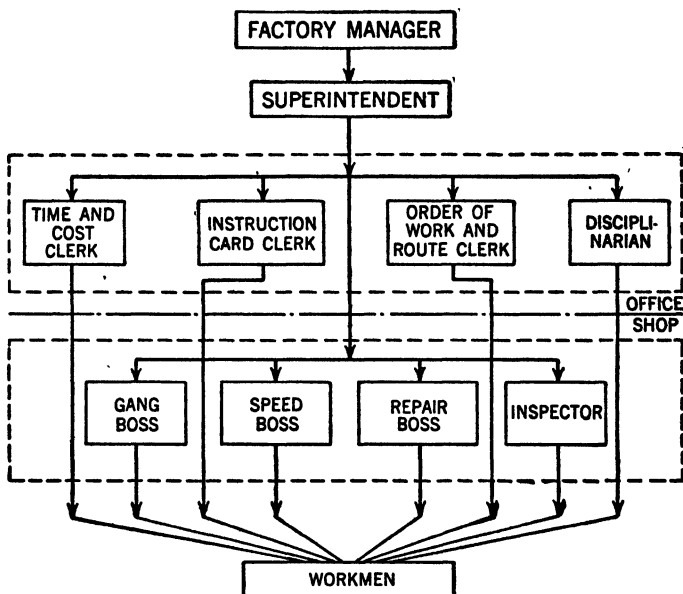 FACTORY MANAGER
SUPERINTENDENT
TIME AND
COST
CLERK
INSTRUCTION
CARD CLERK
ORDER OF
WORK AND
ROUTE CLERK
DISCIPLI-
NARIAN
OFFICE
SHOP
GANG
BOSS
SPEED
BOSS
REPAIR
BOSS
INSPECTOR
WORKMEN